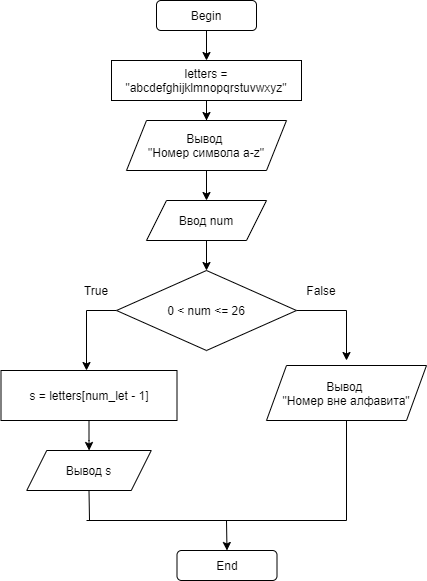 Begin
letters =
"abcdefghijklmnopqrstuvwxyz"
Вывод
"Номер символа a-z"
Ввод num
True
False
0 < num <= 26
s = letters[num_let - 1]
Вывод
"Номер вне алфавита"
Вывод s
End